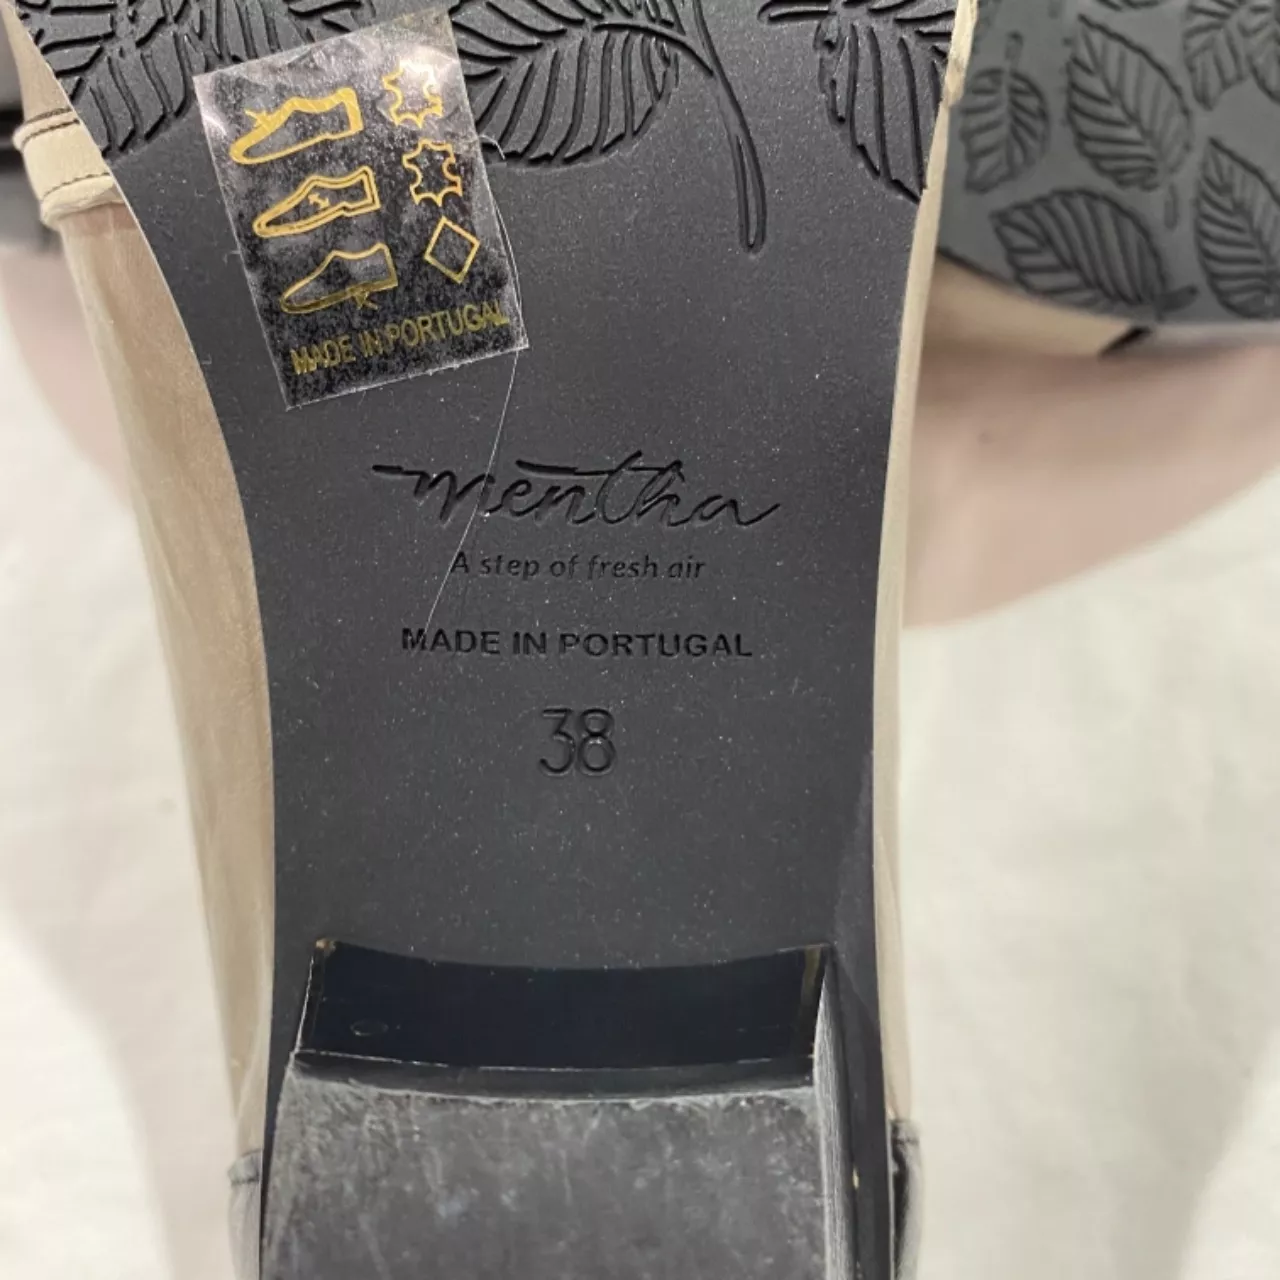 MADE IN PORTUGAL
mentha
A step of fresh air
MADE IN PORTUGAL
38